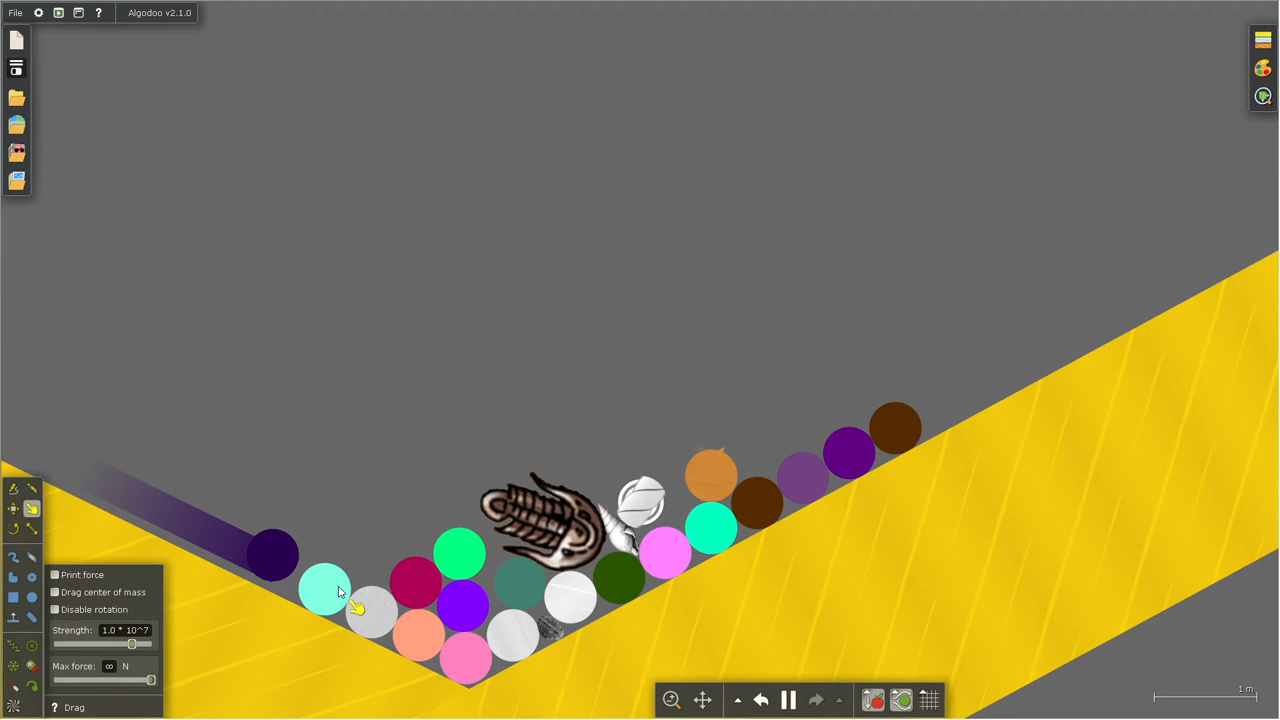 File ? Algodoo v2.1.0
Print force
Drag center of mass
Disable rotation
Strength: 1.0 * 10^7
Max force: ∞ N
? Drag
1 m